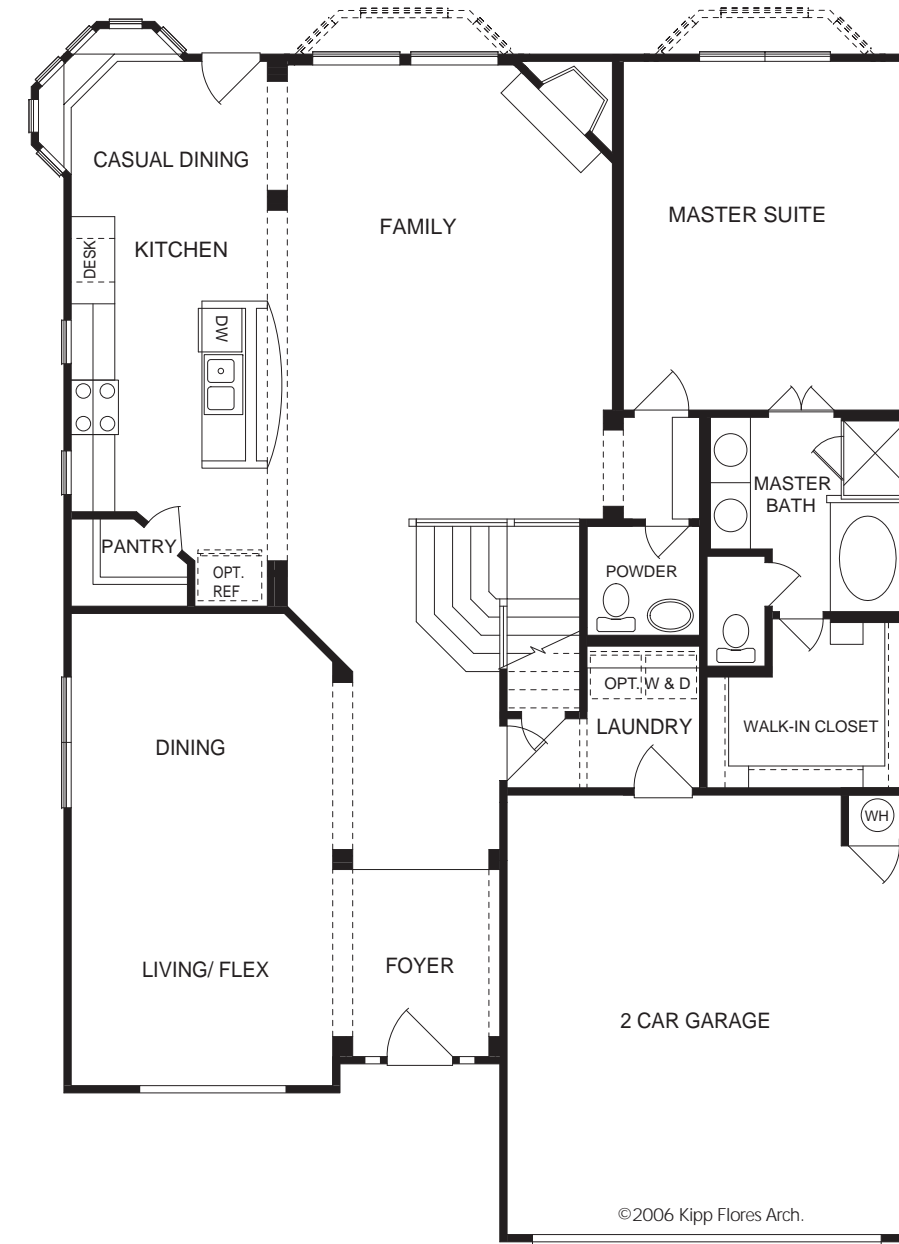 CASUAL DINING
FAMILY
MASTER SUITE
KITCHEN
DESK
DW
MASTER
BATH
PANTRY
OPT.
REF
POWDER
OPT. W & D
LAUNDRY
WALK-IN CLOSET
DINING
WH
LIVING/ FLEX
FOYER
2 CAR GARAGE
©2006 Kipp Flores Arch.